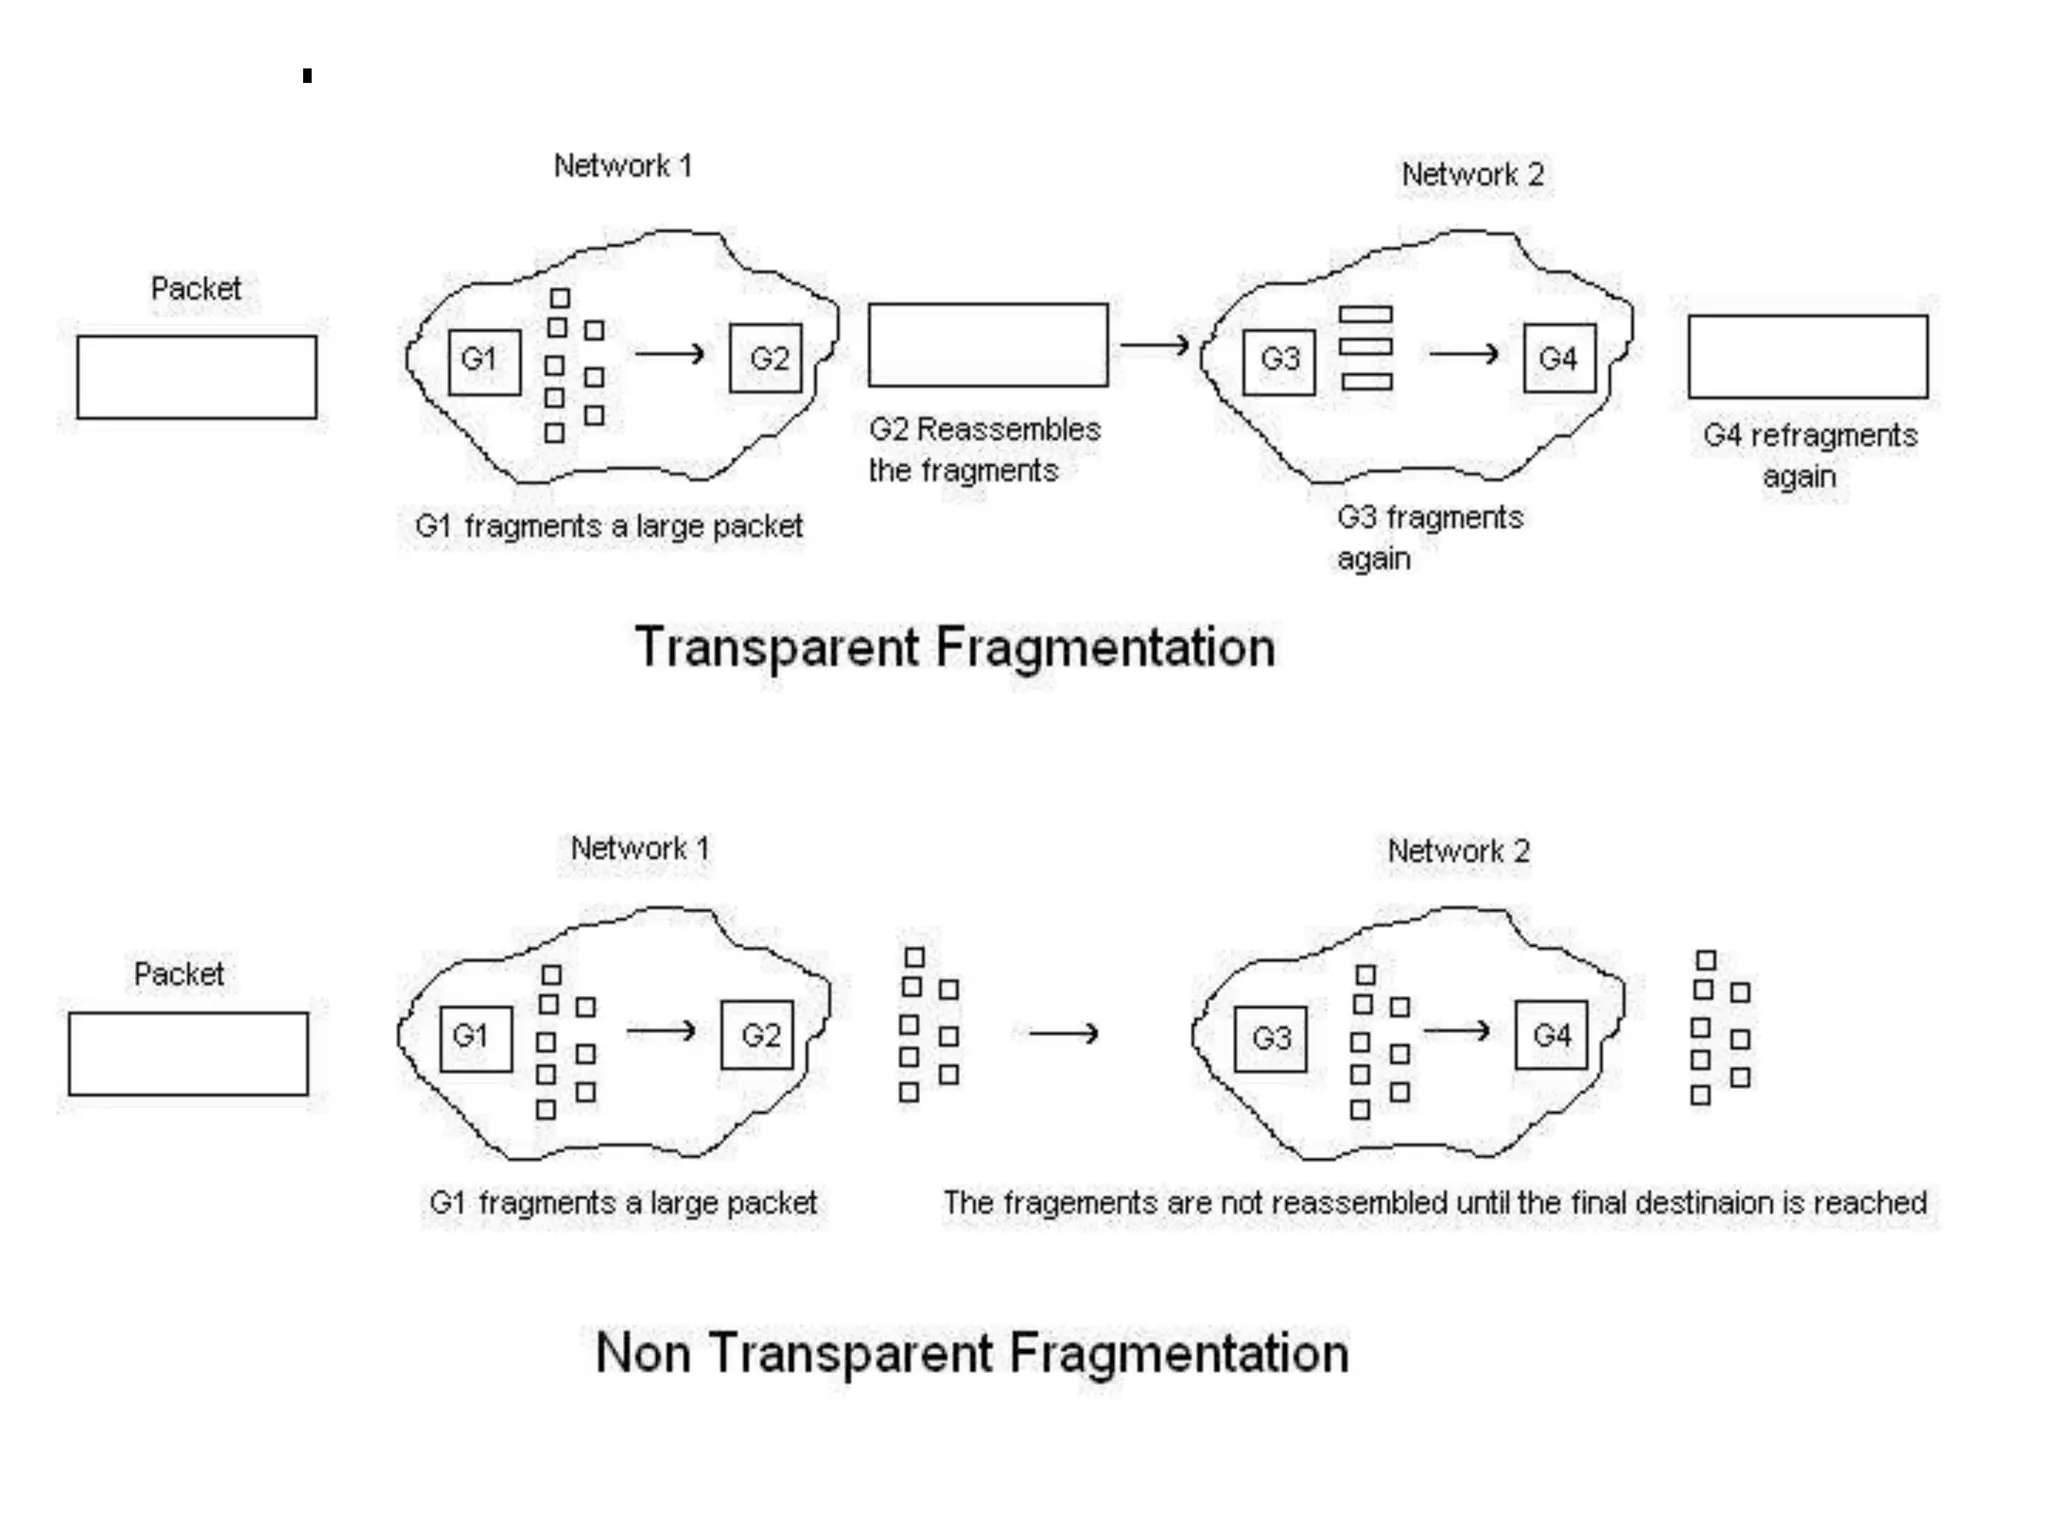 Network 1
Network 2
Packet
G1
G2
G3
G4
G2 Reassembles
the fragments
G4 refragments
again
G1 fragments a large packet
G3 fragments
again
Transparent Fragmentation
Network 1
Network 2
Packet
G1
G2
G3
G4
G1 fragments a large packet
The fragements are not reassembled until the final destinaion is reached
Non Transparent Fragmentation